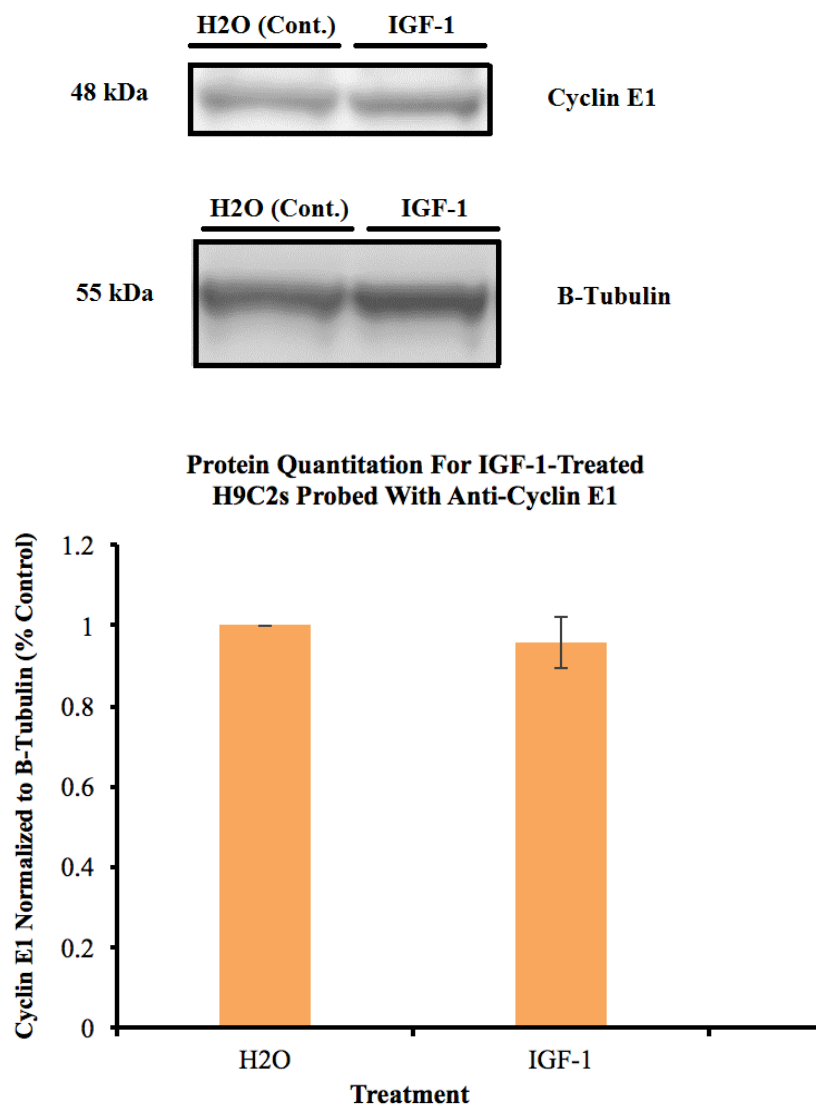 H2O (Cont.) IGF-1
48 kDa Cyclin E1
H2O (Cont.) IGF-1
55 kDa B-Tubulin
Protein Quantitation For IGF-1-Treated
H9C2s Probed With Anti-Cyclin E1
Cyclin E1 Normalized to B-Tubulin (% Control)
1.2
1
0.8
0.6
0.4
0.2
0
H2O IGF-1
Treatment